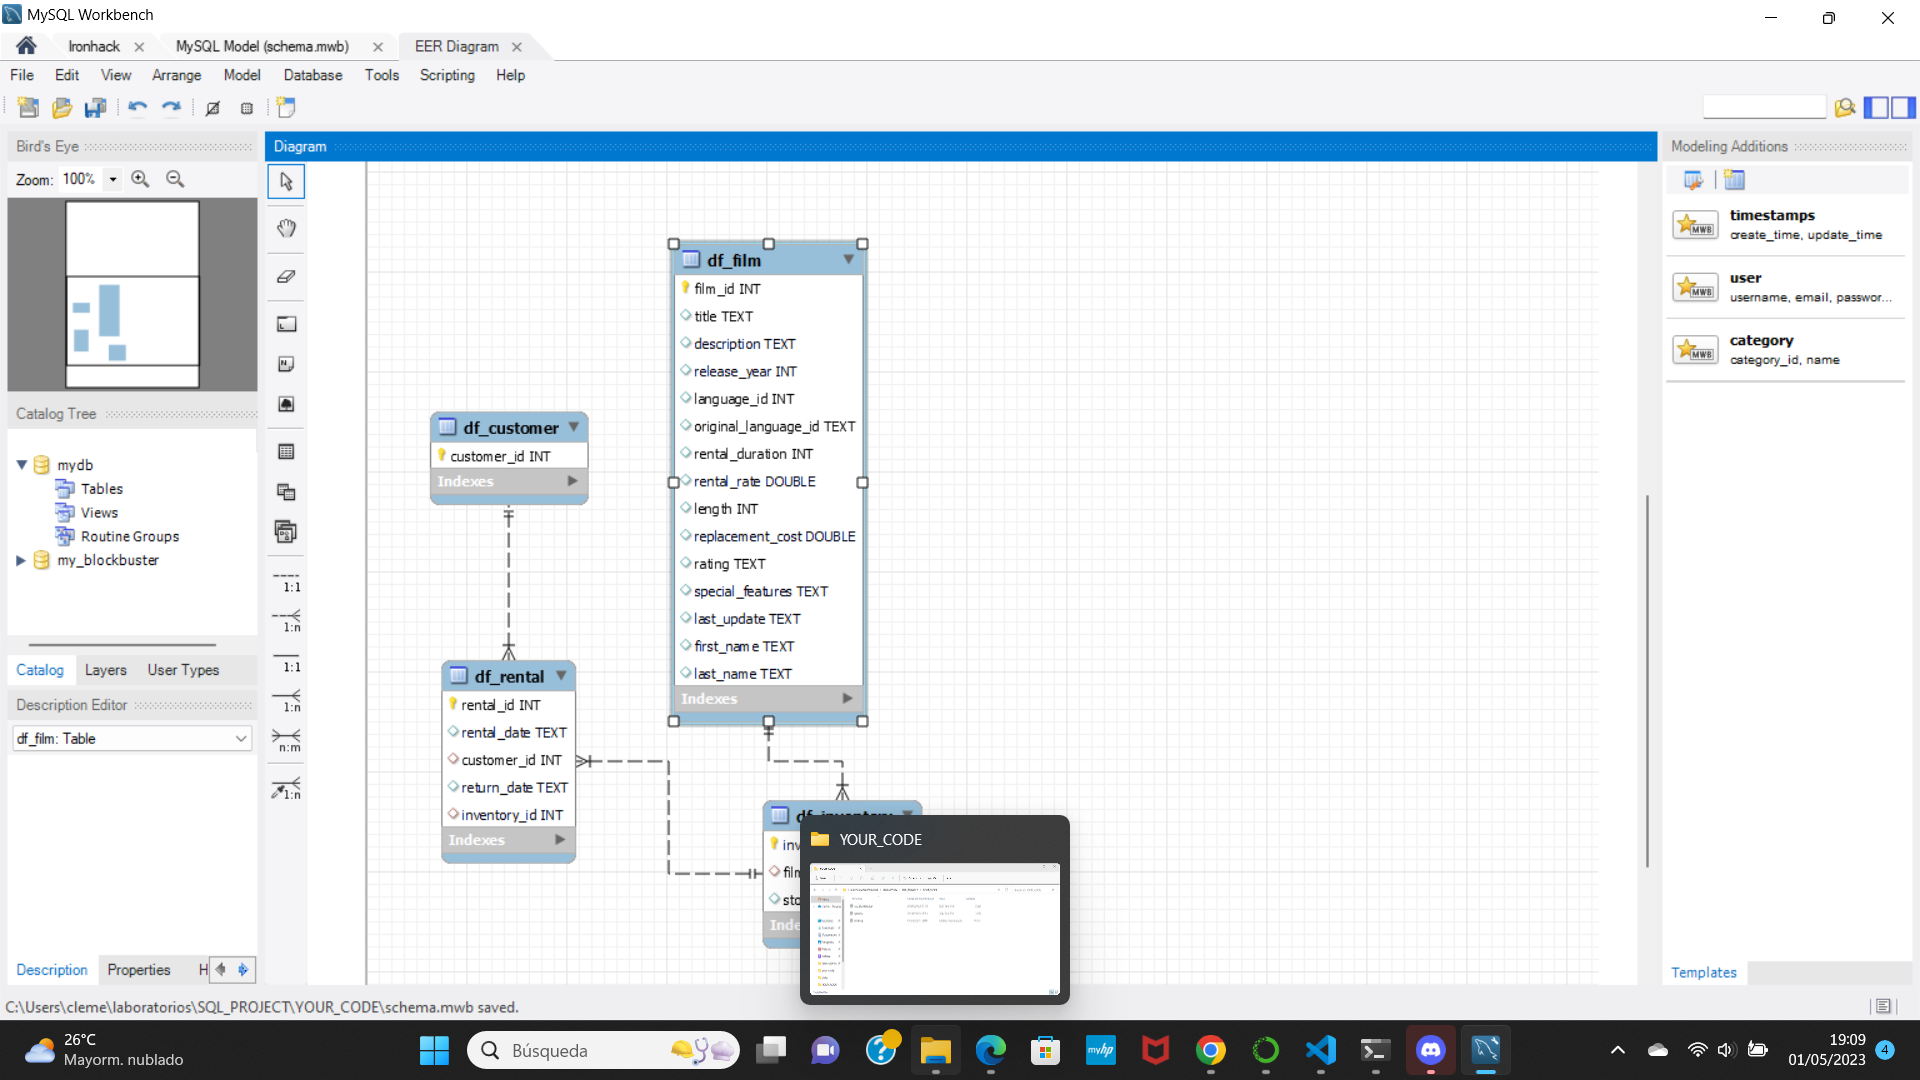 MySQL Workbench
Ironhack
MySQL Model (schema.mwb)
EER Diagram
File Edit View Arrange Model Database Tools Scripting Help
Bird's Eye
Zoom: 100%
Catalog Tree
mydb
Tables
Views
Routine Groups
my_blockbuster
Catalog Layers User Types
Description Editor
df_film: Table
Description Properties H
Diagram
1:1
1:n
1:1
1:n
n:m
1:n
df_customer
customer_id INT
Indexes
df_rental
rental_id INT
rental_date TEXT
customer_id INT
return_date TEXT
inventory_id INT
Indexes
df_film
film_id INT
title TEXT
description TEXT
release_year INT
language_id INT
original_language_id TEXT
rental_duration INT
rental_rate DOUBLE
length INT
replacement_cost DOUBLE
rating TEXT
special_features TEXT
last_update TEXT
first_name TEXT
last_name TEXT
Indexes
YOUR_CODE
Modeling Additions
MWB
timestamps
create_time, update_time
MWB
user
username, email, passwor...
MWB
category
category_id, name
Templates
C:\Users\cleme\laboratorios\SQL_PROJECT\YOUR_CODE\schema.mwb saved.
26°C
Mayorm. nublado
Búsqueda
myhp
19:09
01/05/2023
4